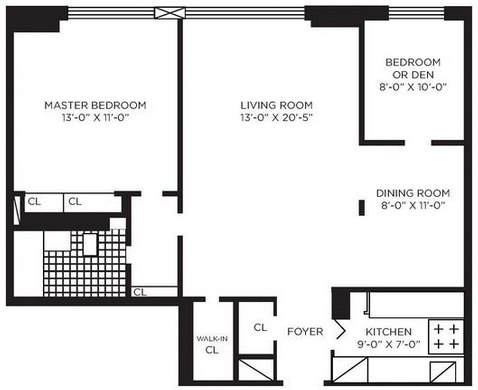 BEDROOM
OR DEN
8'-0" X 10'-0"
MASTER BEDROOM
13'-0" X 11'-0"
LIVING ROOM
13'-0" X 20'-5"
DINING ROOM
8'-0" X 11'-0"
CL
CL
CL
WALK-IN
CL
CL
FOYER
KITCHEN
9'-0" X 7'-0"